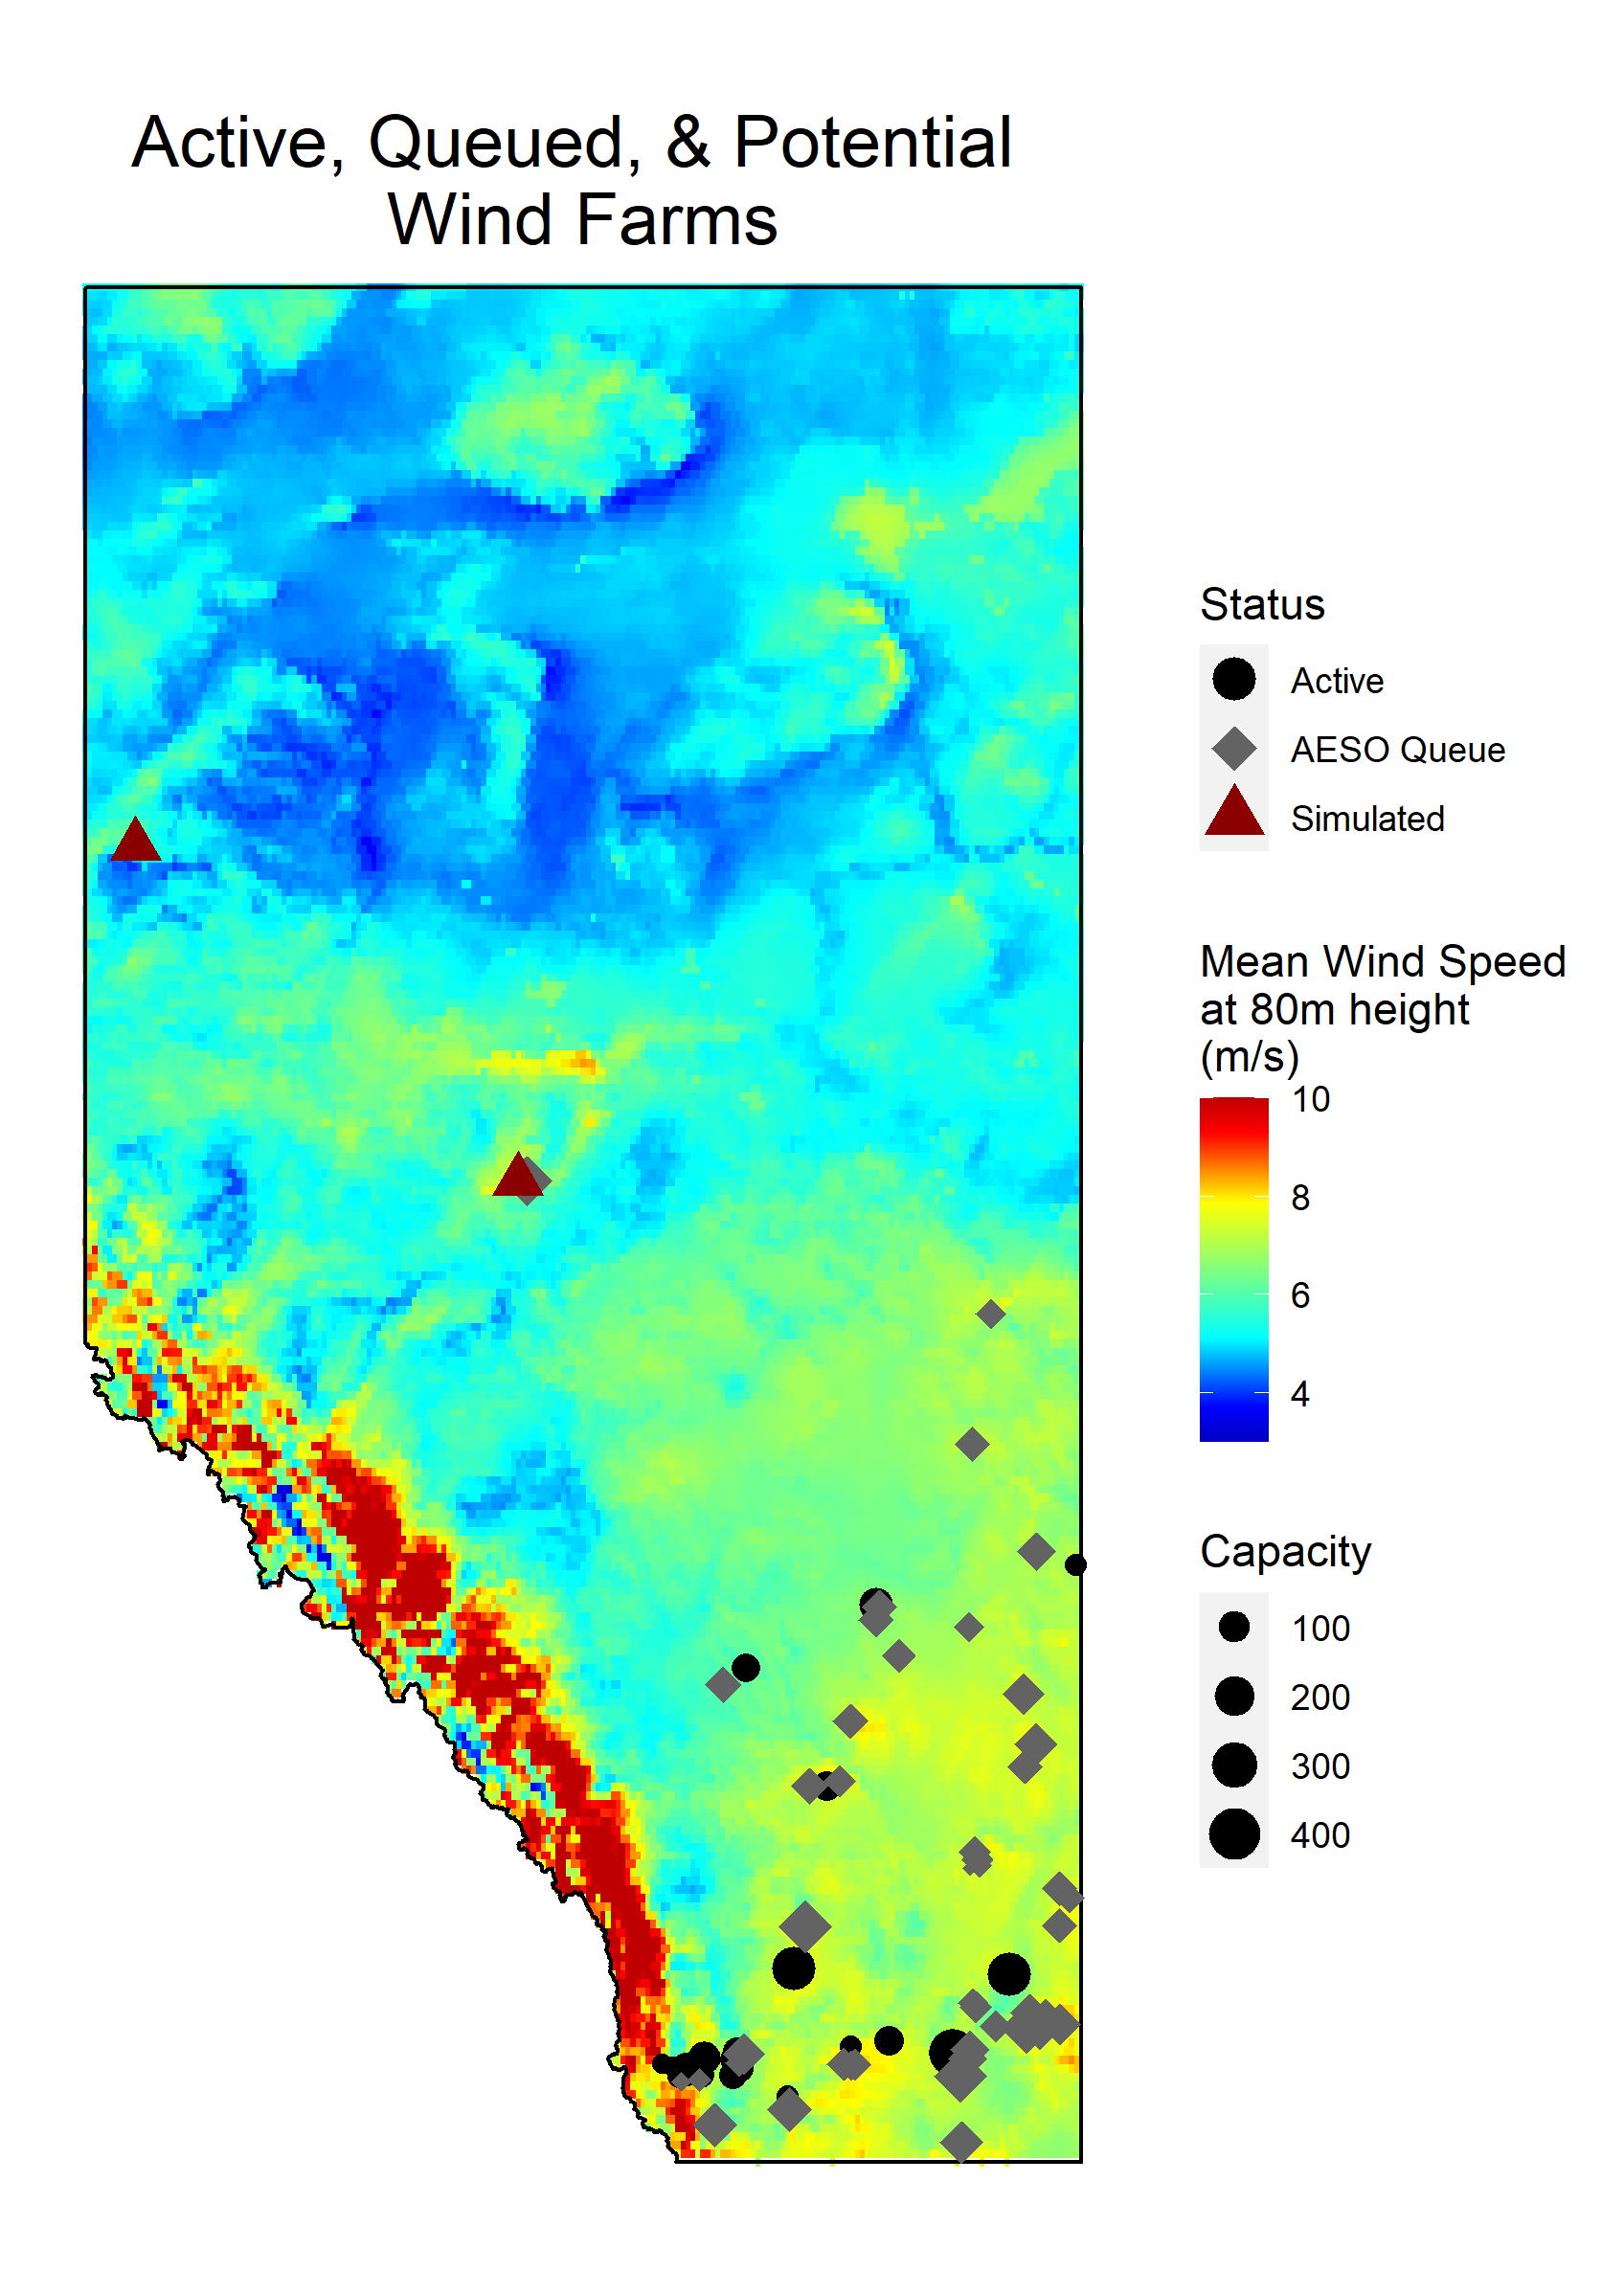 Active, Queued, & Potential
Wind Farms
Status
Active
AESO Queue
Simulated
Mean Wind Speed
at 80m height
(m/s)
10
8
6
4
Capacity
100
200
300
400